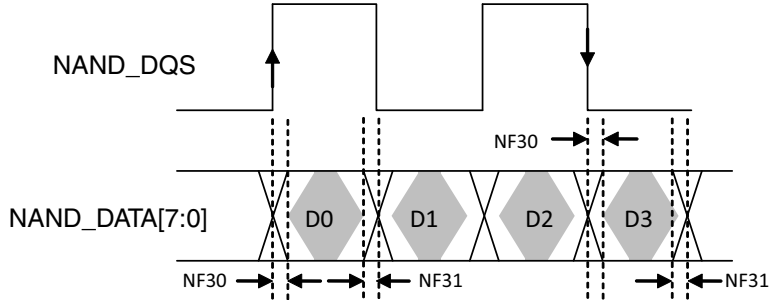 NAND_DQS
NF30
NAND_DATA[7:0]
D0 D1 D2 D3
NF30 NF31 NF31